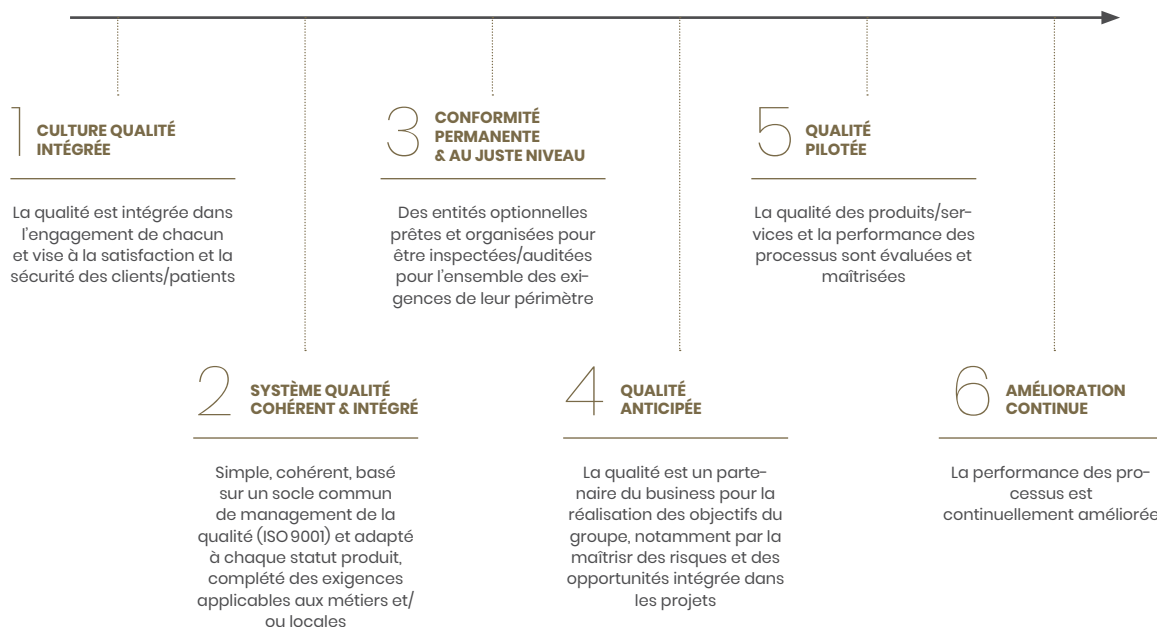 1
CULTURE QUALITÉ
INTÉGRÉE
La qualité est intégrée dans
l'engagement de chacun
et vise à la satisfaction et la
sécurité des clients/patients
2
SYSTÈME QUALITÉ
COHÉRENT & INTÉGRÉ
Simple, cohérent, basé
sur un socle commun
de management de la
qualité (ISO 9001) et adapté
à chaque statut produit,
complété des exigences
applicables aux métiers et/
ou locales
3
CONFORMITÉ
PERMANENTE
& AU JUSTE NIVEAU
Des entités optionnelles
prêtes et organisées pour
être inspectées/auditées
pour l'ensemble des exi-
gences de leur périmètre
4
QUALITÉ
ANTICIPÉE
La qualité est un parte-
naire du business pour la
réalisation des objectifs du
groupe, notamment par la
maîtrisr des risques et des
opportunités intégrée dans
les projets
5
QUALITÉ
PILOTÉE
La qualité des produits/ser-
vices et la performance des
processus sont évaluées et
maîtrisées
6
AMÉLIORATION
CONTINUE
La performance des pro-
cessus est
continuellement améliorée